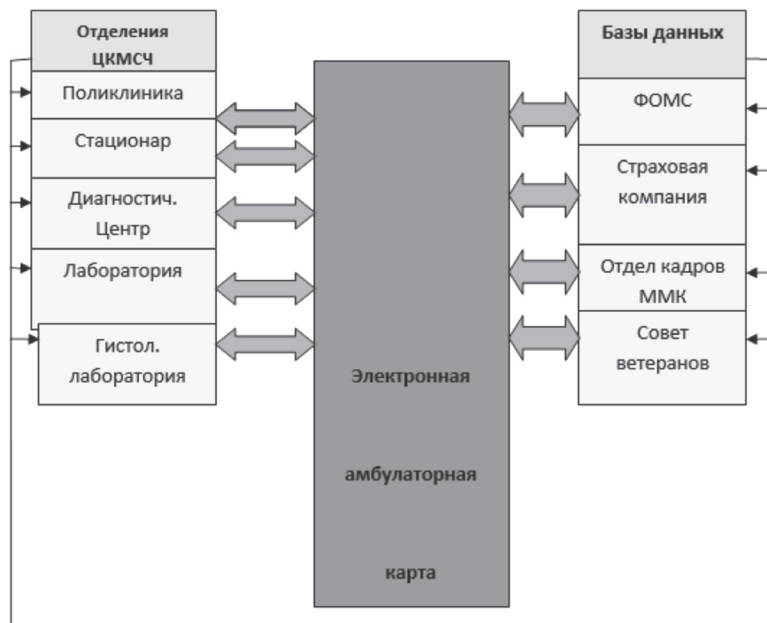 Отделения
ЦКМСЧ
Поликлиника
Стационар
Диагностич.
Центр
Лаборатория
Гистол.
лаборатория
Электронная
амбулаторная
карта
Базы данных
ФОМС
Страховая
компания
Отдел кадров
ММК
Совет
ветеранов